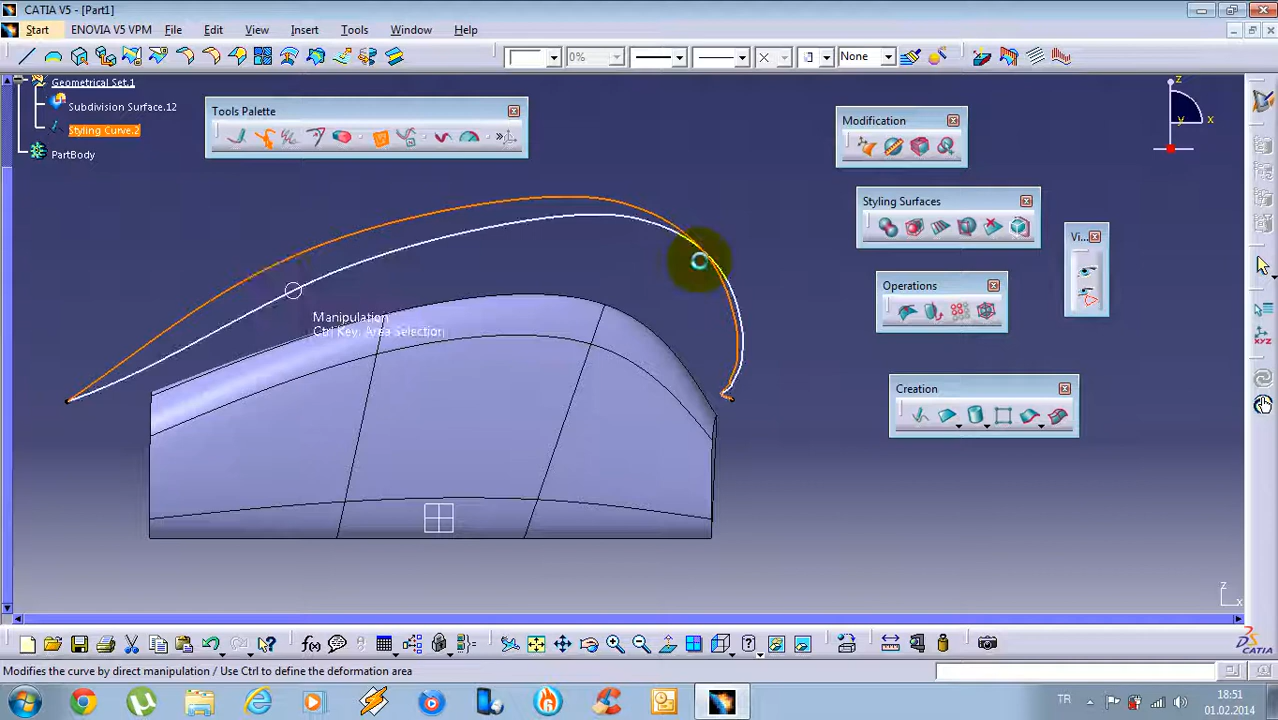 CATIA V5 - [Part1]
Start ENOVIA V5 VPM File Edit View Insert Tools Window Help
0% None
Geometrical Set.1
Subdivision Surface.12
Styling Curve.2
PartBody
Tools Palette
Modification
Styling Surfaces
Vi...
Operations
Creation
z
y
x
Manipulation
Ctrl Key: Area Selection
XYZ
z
x
f(x)
CATIA
Modifies the curve by direct manipulation / Use Ctrl to define the deformation area
TR
18:51
01.02.2014